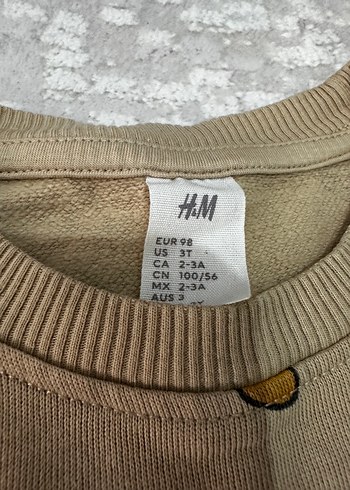 H&M
EUR 98
US 3T
CA 2-3A
CN 100/56
MX 2-3A
AUS 3